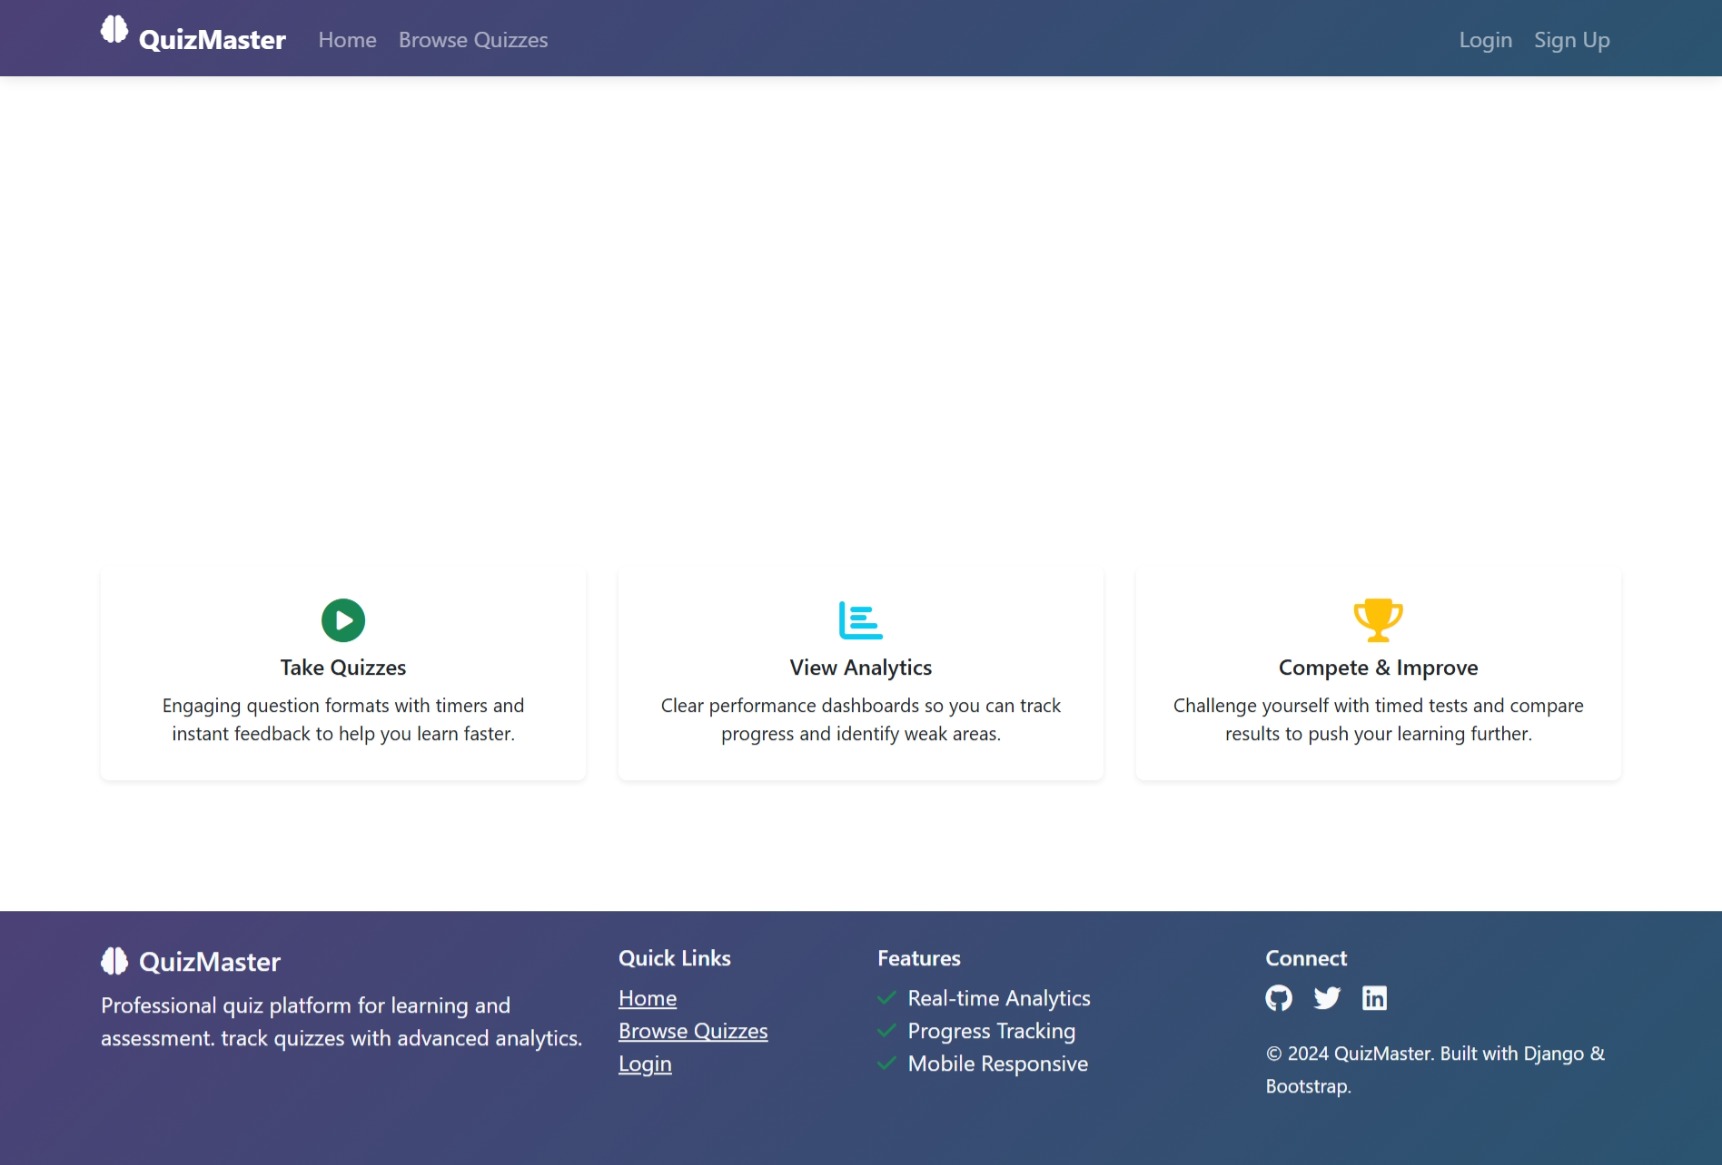 QuizMaster Home Browse Quizzes Login Sign Up
Take Quizzes
Engaging question formats with timers and
instant feedback to help you learn faster.
View Analytics
Clear performance dashboards so you can track
progress and identify weak areas.
Compete & Improve
Challenge yourself with timed tests and compare
results to push your learning further.
QuizMaster
Professional quiz platform for learning and
assessment. track quizzes with advanced analytics.
Quick Links
Home
Browse Quizzes
Login
Features
Real-time Analytics
Progress Tracking
Mobile Responsive
Connect
© 2024 QuizMaster. Built with Django &
Bootstrap.